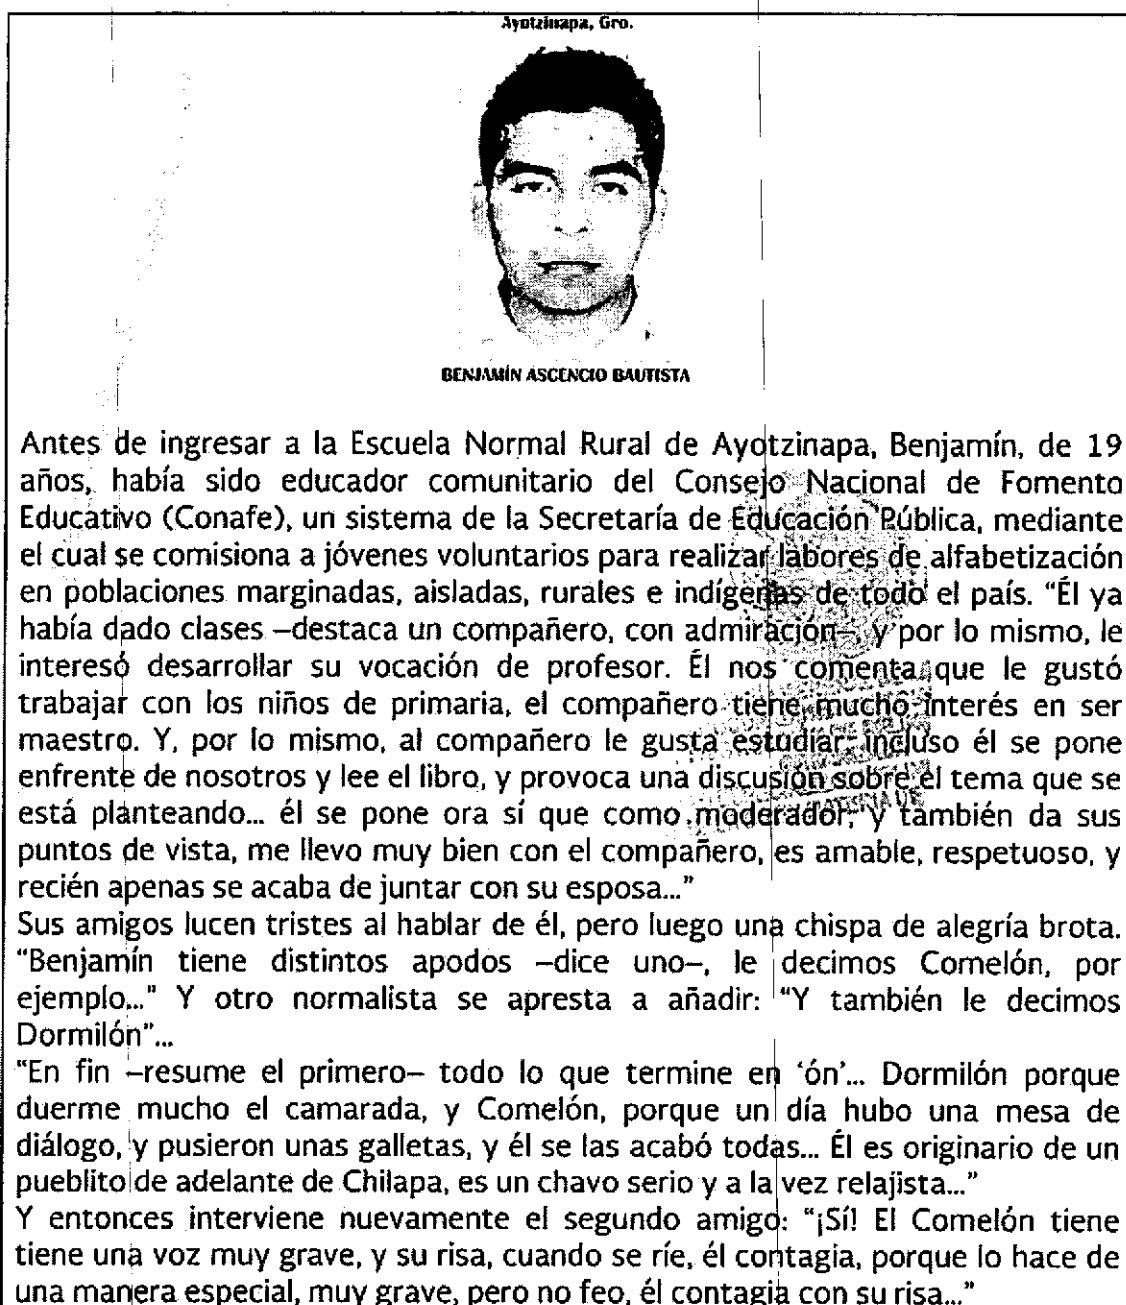 Ayotzinapa, Gro.
BENJAMÍN ASCENCIO BAUTISTA
Antes de ingresar a la Escuela Normal Rural de Ayotzinapa, Benjamín, de 19
años, había sido educador comunitario del Consejo Nacional de Fomento
Educativo (Conafe), un sistema de la Secretaría de Educación Pública, mediante
el cual se comisiona a jóvenes voluntarios para realizar labores de alfabetización
en poblaciones marginadas, aisladas, rurales e indígenas de todo el país. “Él ya
había dado clases –destaca un compañero, con admiración–, y por lo mismo, le
interesó desarrollar su vocación de profesor. Él nos comenta que le gustó
trabajar con los niños de primaria, el compañero tiene mucho interés en ser
maestro. Y, por lo mismo, al compañero le gusta estudiar, incluso él se pone
enfrente de nosotros y lee el libro, y provoca una discusión sobre el tema que se
está planteando... él se pone ora sí que como moderador, y también da sus
puntos de vista, me llevo muy bien con el compañero, es amable, respetuoso, y
recién apenas se acaba de juntar con su esposa...”
Sus amigos lucen tristes al hablar de él, pero luego una chispa de alegría brota.
“Benjamín tiene distintos apodos –dice uno–, le decimos Comelón, por
ejemplo...” Y otro normalista se apresta a añadir: “Y también le decimos
Dormilón”...
“En fin –resume el primero– todo lo que termine en ‘ón’... Dormilón porque
duerme mucho el camarada, y Comelón, porque un día hubo una mesa de
diálogo, y pusieron unas galletas, y él se las acabó todas... Él es originario de un
pueblito de adelante de Chilapa, es un chavo serio y a la vez relajista...”
Y entonces interviene nuevamente el segundo amigo: “¡Sí! El Comelón tiene
tiene una voz muy grave, y su risa, cuando se ríe, él contagia, porque lo hace de
una manera especial, muy grave, pero no feo, él contagia con su risa...”